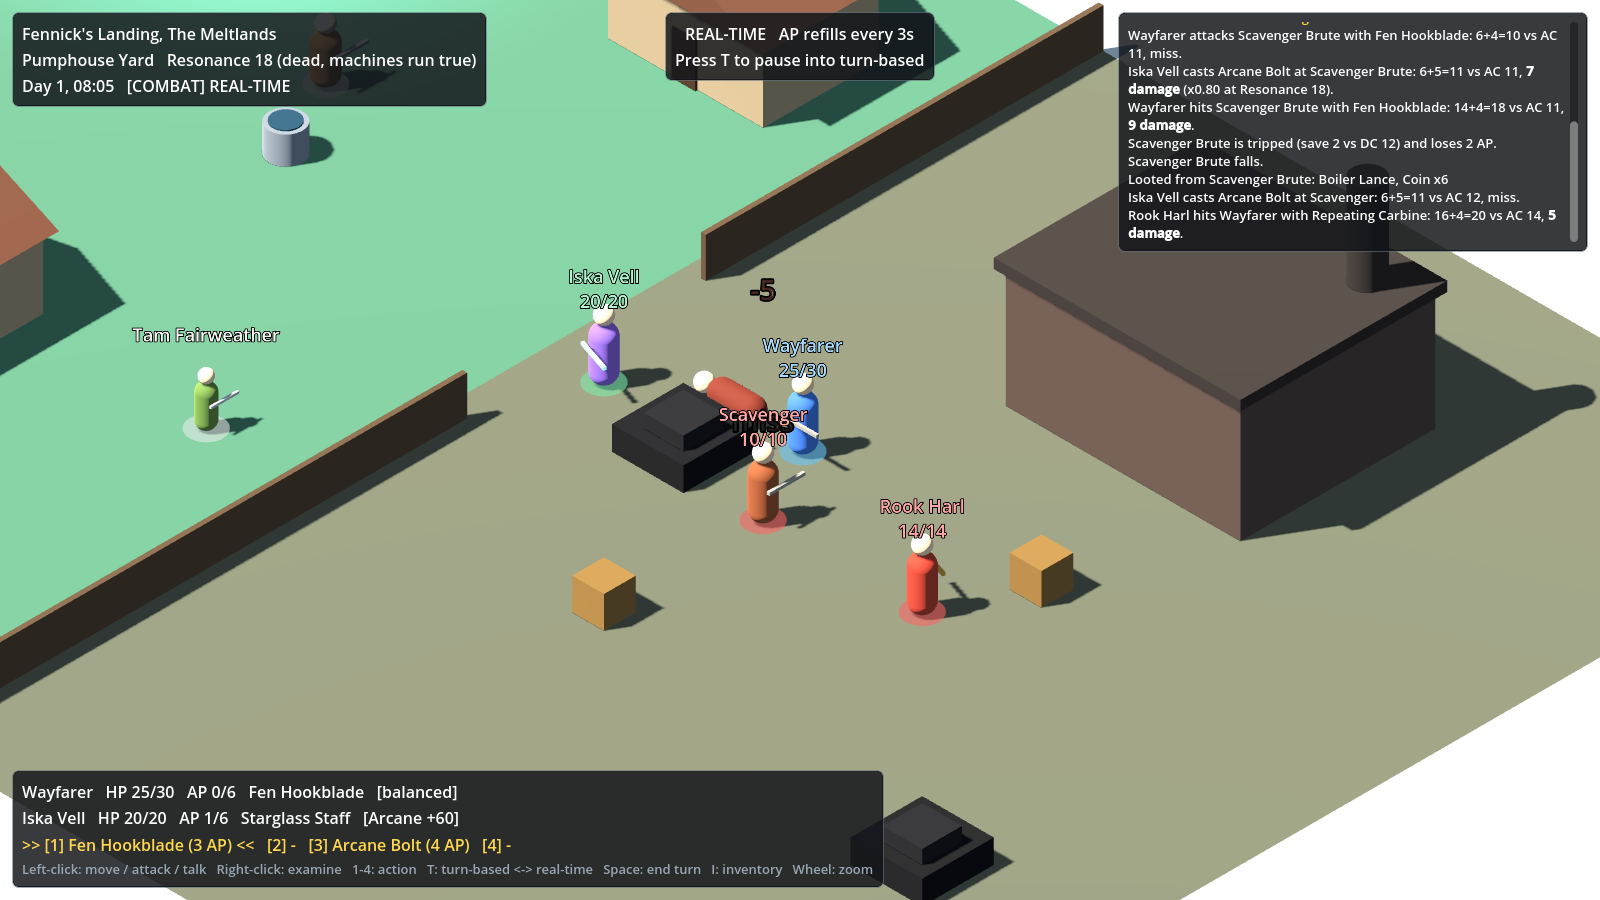 Fennick's Landing, The Meltlands
Pumphouse Yard   Resonance 18 (dead, machines run true)
Day 1, 08:05   [COMBAT] REAL-TIME
REAL-TIME   AP refills every 3s
Press T to pause into turn-based
Wayfarer attacks Scavenger Brute with Fen Hookblade: 6+4=10 vs AC
11, miss.
Iska Vell casts Arcane Bolt at Scavenger Brute: 6+5=11 vs AC 11, 7
damage (x0.80 at Resonance 18).
Wayfarer hits Scavenger Brute with Fen Hookblade: 14+4=18 vs AC 11,
9 damage.
Scavenger Brute is tripped (save 2 vs DC 12) and loses 2 AP.
Scavenger Brute falls.
Looted from Scavenger Brute: Boiler Lance, Coin x6
Iska Vell casts Arcane Bolt at Scavenger: 6+5=11 vs AC 12, miss.
Rook Harl hits Wayfarer with Repeating Carbine: 16+4=20 vs AC 14, 5
damage.
Iska Vell
20/20
-5
Tam Fairweather
Wayfarer
25/30
Scavenger
10/10
Rook Harl
14/14
Wayfarer   HP 25/30   AP 0/6   Fen Hookblade   [balanced]
Iska Vell   HP 20/20   AP 1/6   Starglass Staff   [Arcane +60]
>> [1] Fen Hookblade (3 AP) <<   [2] -   [3] Arcane Bolt (4 AP)   [4] -
Left-click: move / attack / talk   Right-click: examine   1-4: action   T: turn-based <-> real-time   Space: end turn   I: inventory   Wheel: zoom